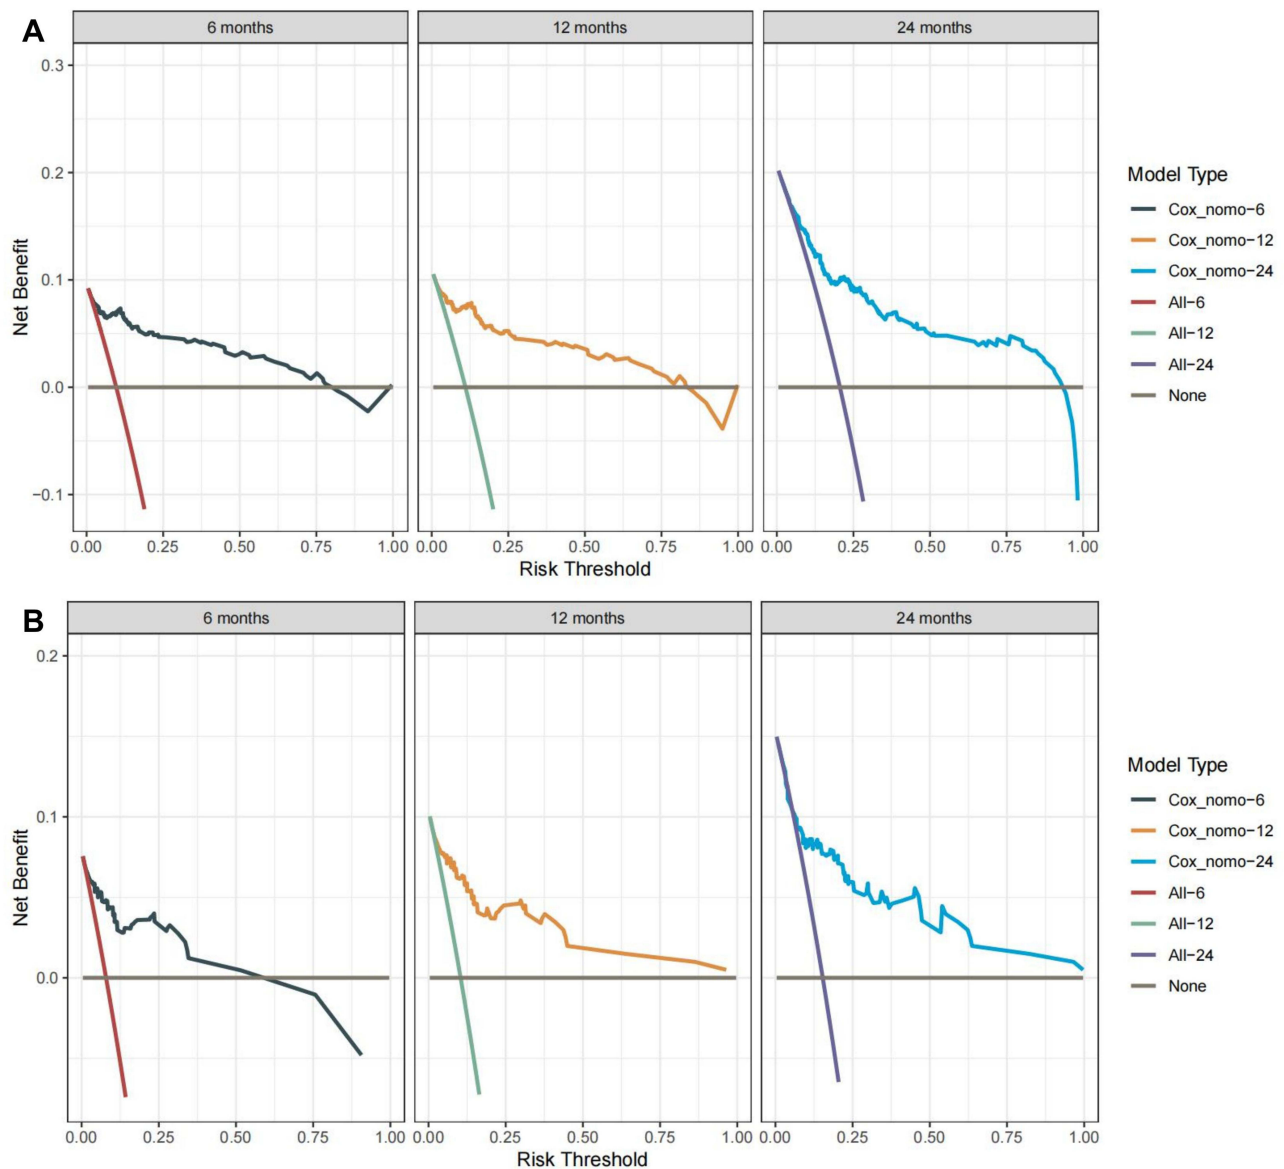 A
6 months
12 months
24 months
Net Benefit
0.3
0.2
0.1
0.0
−0.1
0.00 0.25 0.50 0.75 1.00
0.00 0.25 0.50 0.75 1.00
0.00 0.25 0.50 0.75 1.00
Risk Threshold
Model Type
Cox_nomo−6
Cox_nomo−12
Cox_nomo−24
All−6
All−12
All−24
None
B
6 months
12 months
24 months
Net Benefit
0.2
0.1
0.0
0.00 0.25 0.50 0.75 1.00
0.00 0.25 0.50 0.75 1.00
0.00 0.25 0.50 0.75 1.00
Risk Threshold
Model Type
Cox_nomo−6
Cox_nomo−12
Cox_nomo−24
All−6
All−12
All−24
None